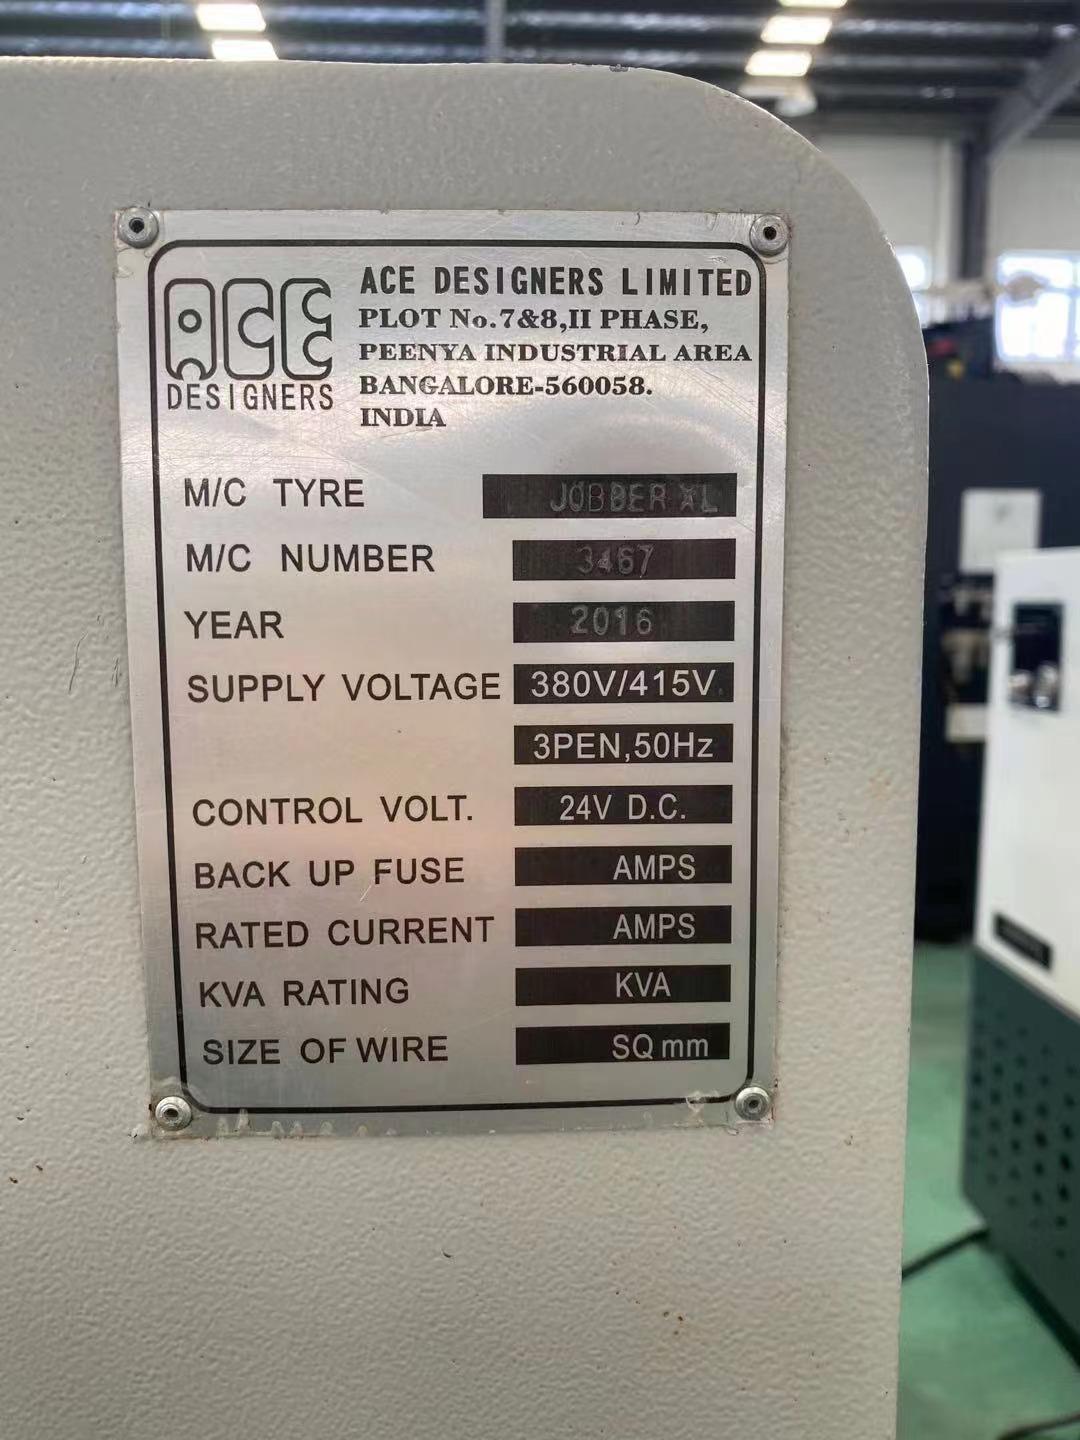 ACE
DESIGNERS
ACE DESIGNERS LIMITED
PLOT No.7&8,II PHASE,
PEENYA INDUSTRIAL AREA
BANGALORE-560058.
INDIA
M/C TYRE JOBBER XL
M/C NUMBER 3467
YEAR 2016
SUPPLY VOLTAGE 380V/415V
3PEN,50Hz
CONTROL VOLT. 24V D.C.
BACK UP FUSE AMPS
RATED CURRENT AMPS
KVA RATING KVA
SIZE OF WIRE SQ mm